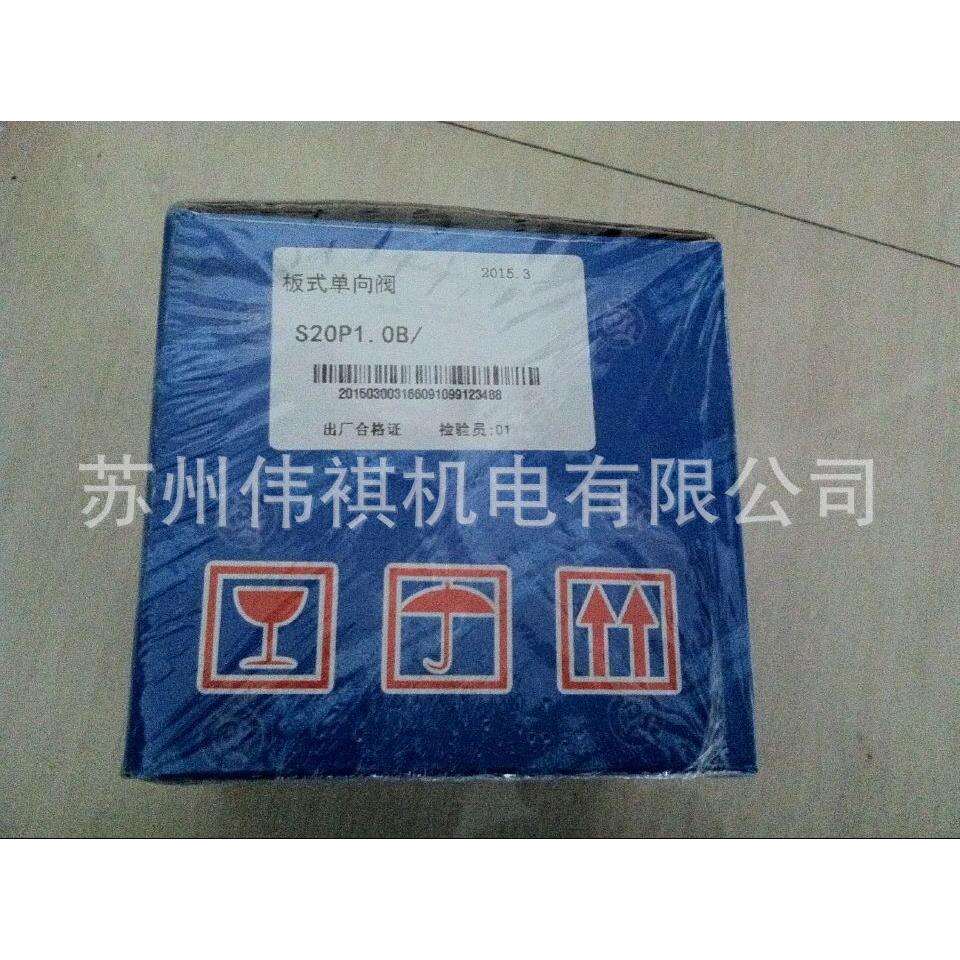 板式单向阀 2015.3
S20P1.0B/
2015030031660910991234​88
出厂合格证 检验员:01
苏州伟祺机电有限公司